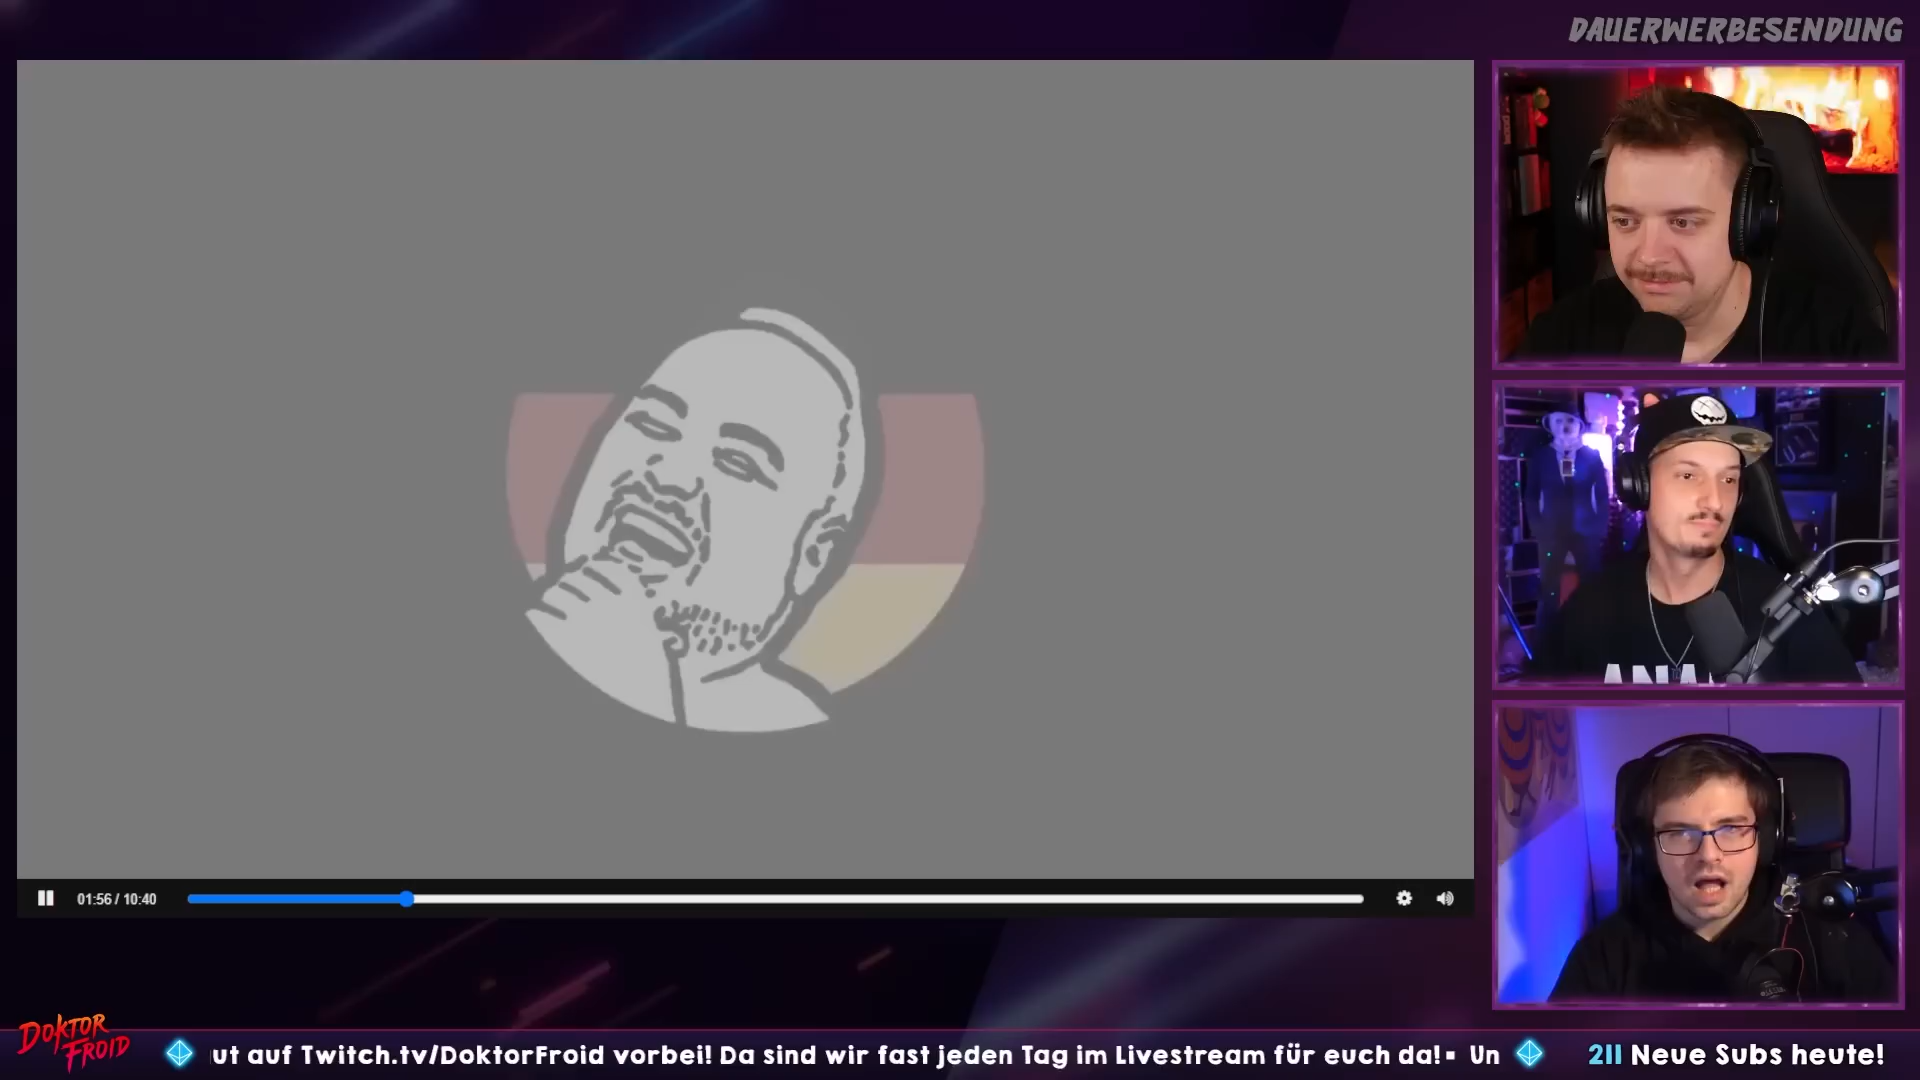 DAUERWERBESENDUNG
01:56 / 10:40
DOKTOR
FROID
ut auf Twitch.tv/DoktorFroid vorbei! Da sind wir fast jeden Tag im Livestream für euch da!▪ Un
211 Neue Subs heute!